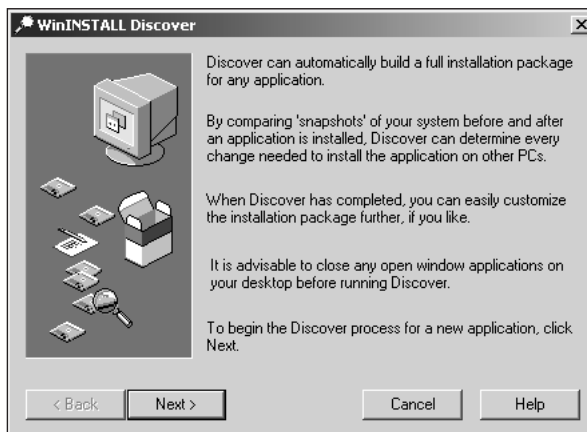 WinINSTALL Discover
Discover can automatically build a full installation package
for any application.
By comparing 'snapshots' of your system before and after
an application is installed, Discover can determine every
change needed to install the application on other PCs.
When Discover has completed, you can easily customize
the installation package further, if you like.
It is advisable to close any open window applications on
your desktop before running Discover.
To begin the Discover process for a new application, click
Next.
< Back
Next >
Cancel
Help